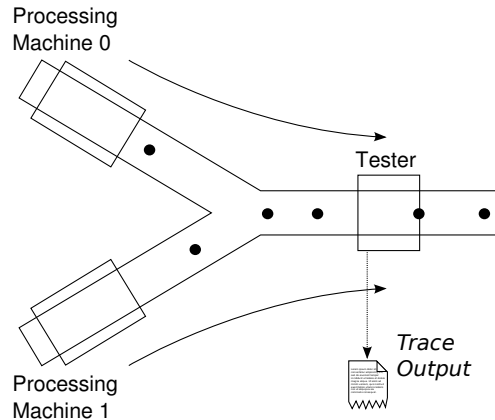 Processing
Machine 0
Tester
Trace
Output
Processing
Machine 1